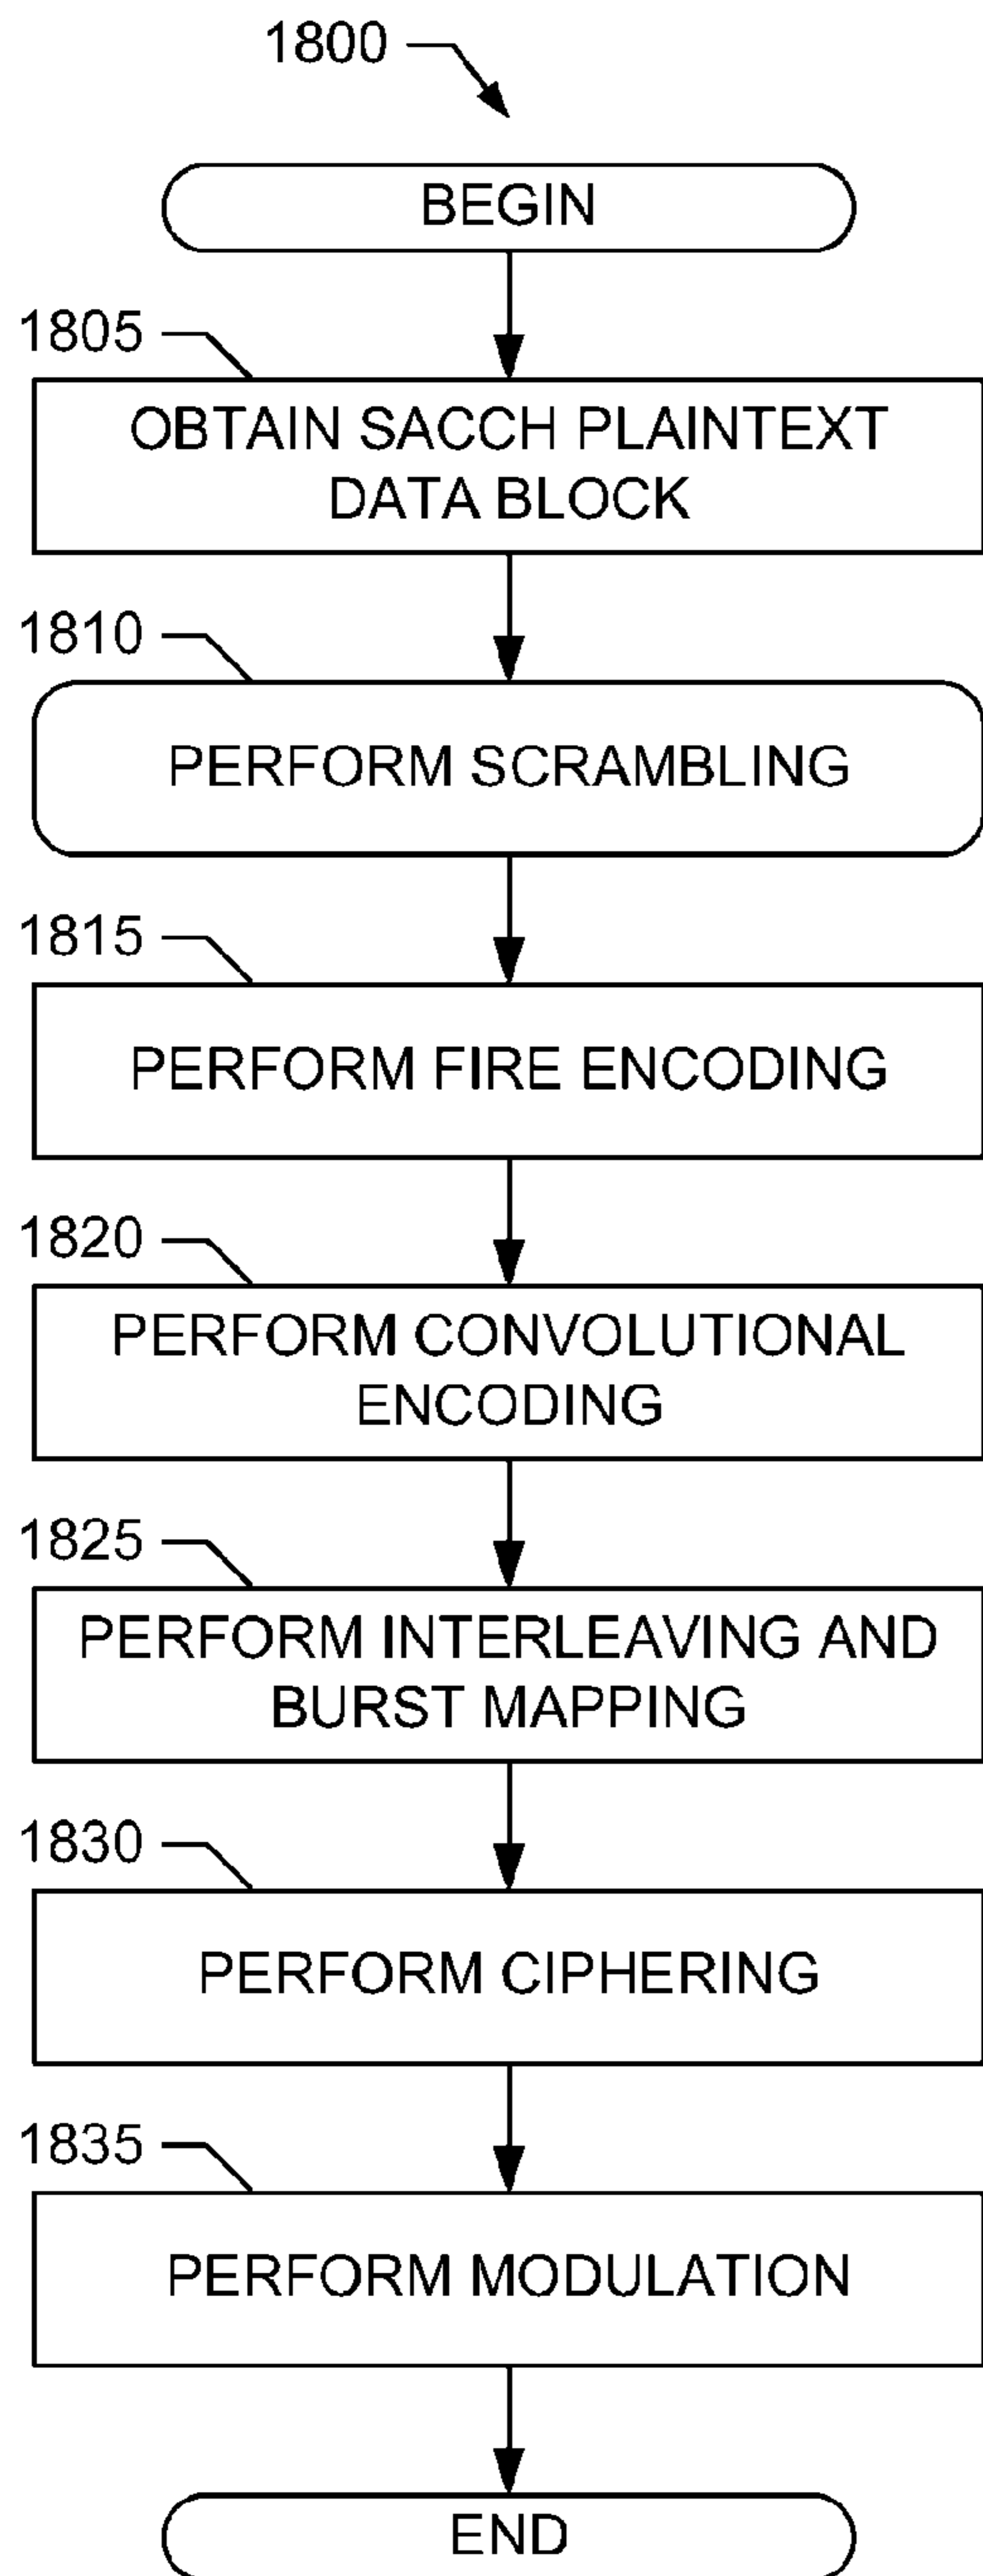 1800
BEGIN
1805
OBTAIN SACCH PLAINTEXT
DATA BLOCK
1810
PERFORM SCRAMBLING
1815
PERFORM FIRE ENCODING
1820
PERFORM CONVOLUTIONAL
ENCODING
1825
PERFORM INTERLEAVING AND
BURST MAPPING
1830
PERFORM CIPHERING
1835
PERFORM MODULATION
END